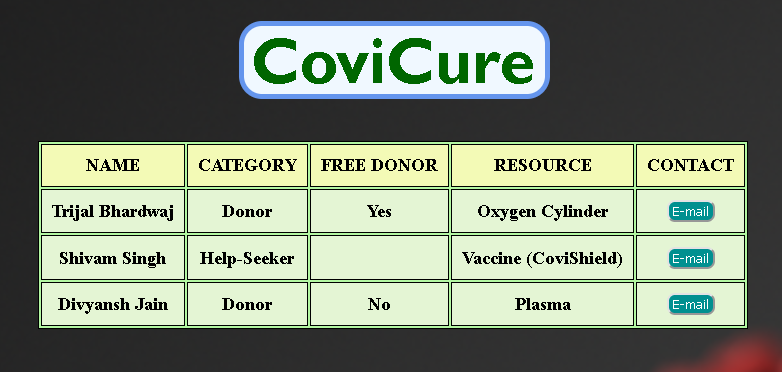 CoviCure
NAME CATEGORY FREE DONOR RESOURCE CONTACT
Trijal Bhardwaj Donor Yes Oxygen Cylinder E-mail
Shivam Singh Help-Seeker Vaccine (CoviShield) E-mail
Divyansh Jain Donor No Plasma E-mail